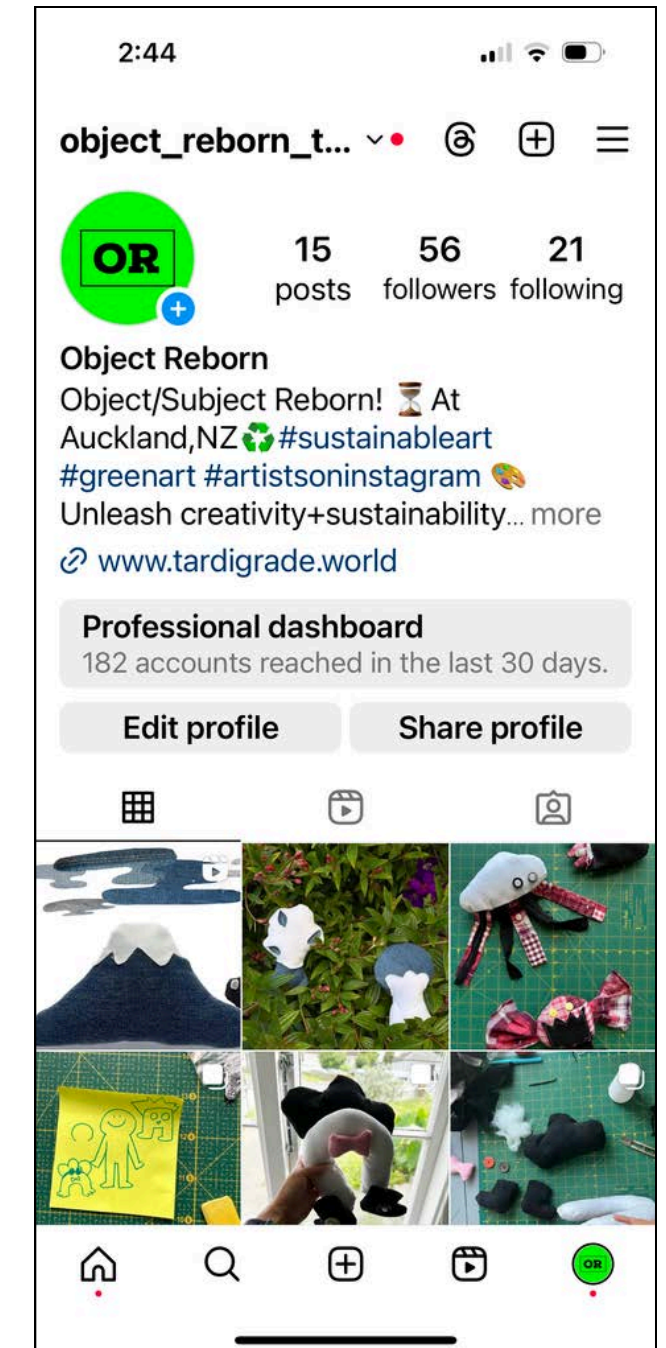 2:44
object_reborn_t...
OR
15
posts
56
followers
21
following
Object Reborn
Object/Subject Reborn! ⏳ At
Auckland,NZ♻️#sustainableart
#greenart #artistsoninstagram 🎨
Unleash creativity+sustainability... more
www.tardigrade.world
Professional dashboard
182 accounts reached in the last 30 days.
Edit profile
Share profile
OR